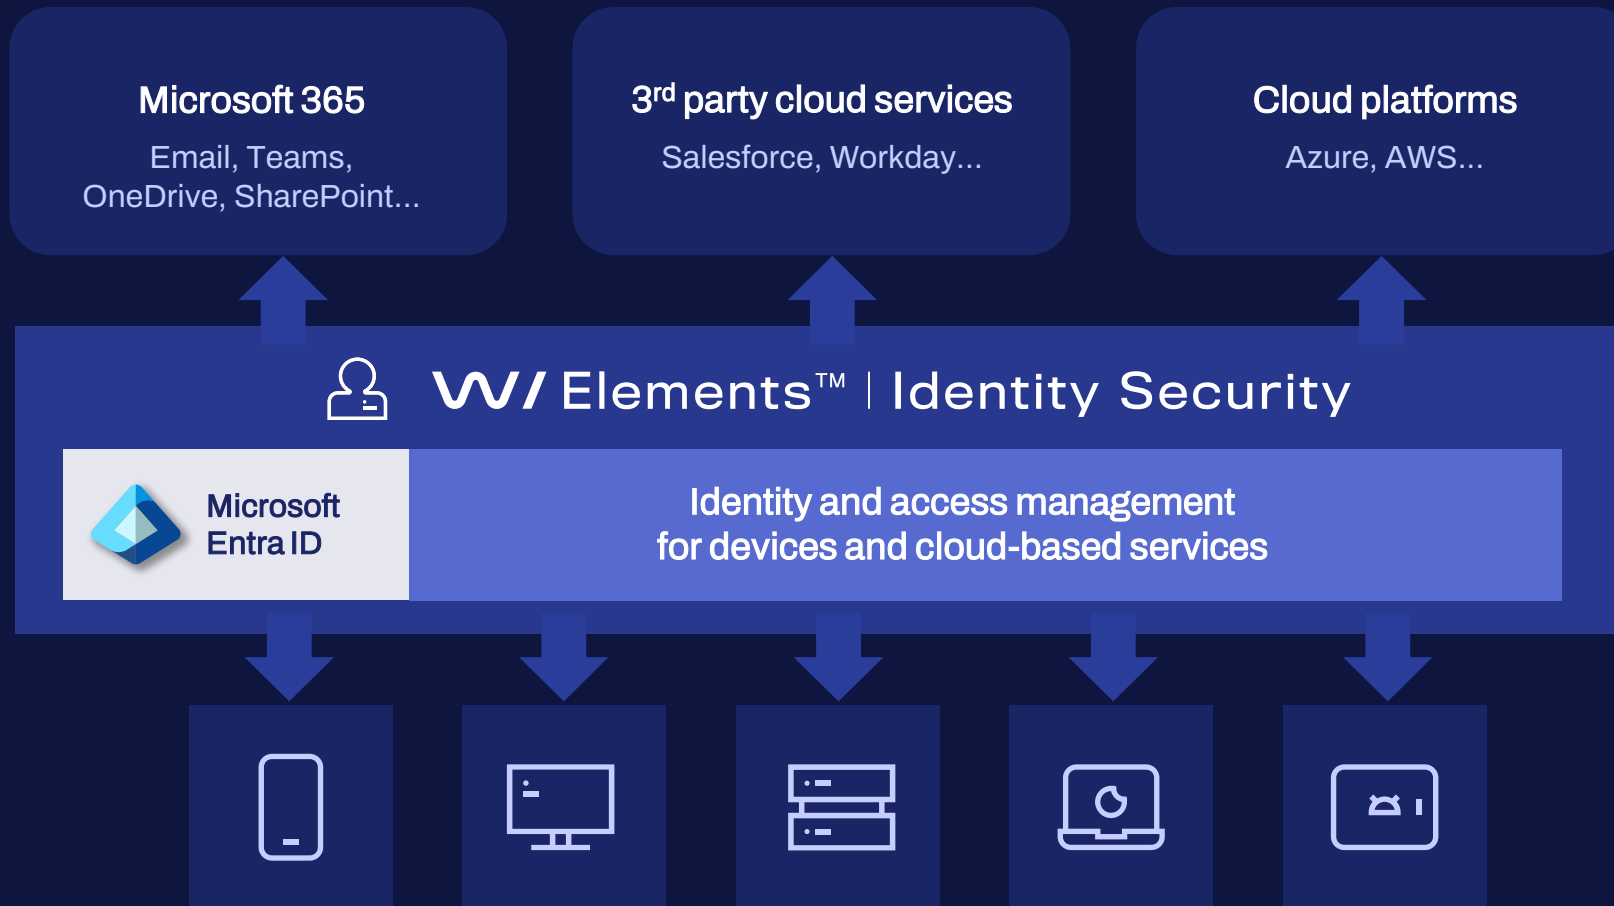 Microsoft 365
Email, Teams,
OneDrive, SharePoint...
3rd party cloud services
Salesforce, Workday...
Cloud platforms
Azure, AWS...
W/ Elements™ | Identity Security
Microsoft
Entra ID
Identity and access management
for devices and cloud-based services